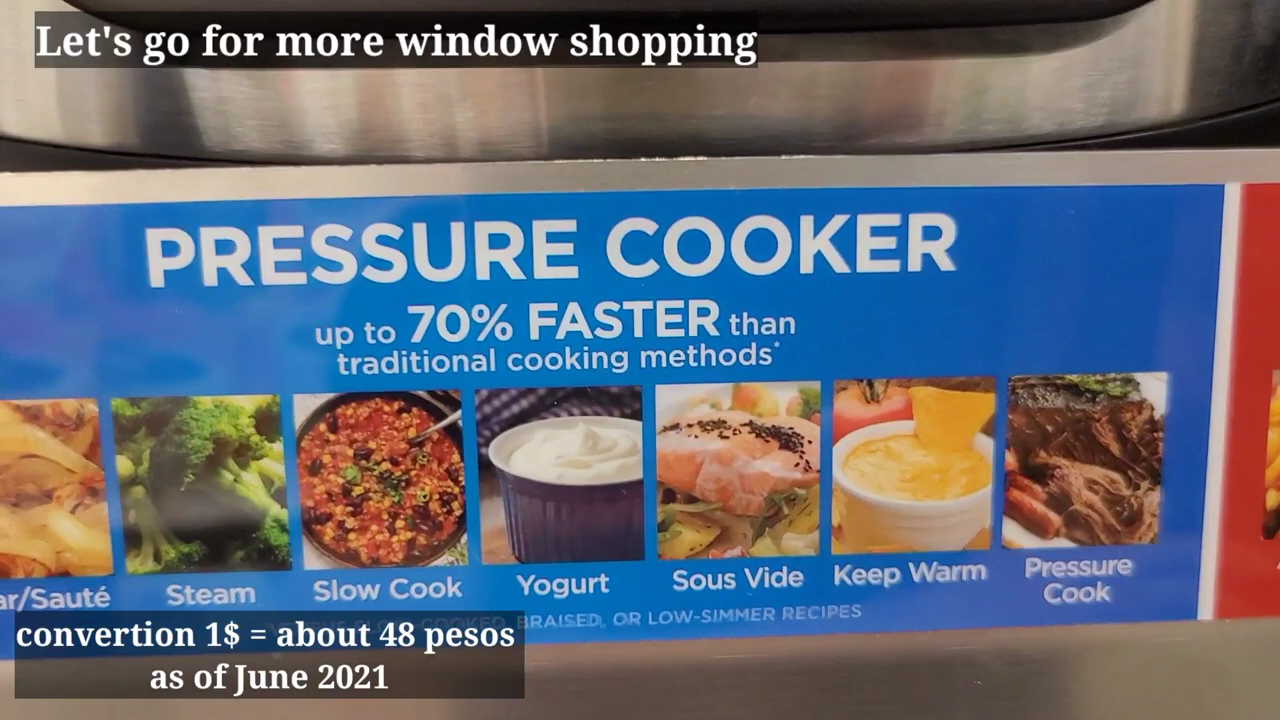 Let's go for more window shopping
PRESSURE COOKER
up to 70% FASTER than
traditional cooking methods*
ar/Sauté
Steam
Slow Cook
Yogurt
Sous Vide
Keep Warm
Pressure
Cook
COOKED, BRAISED, OR LOW-SIMMER RECIPES
convertion 1$ = about 48 pesos
as of June 2021